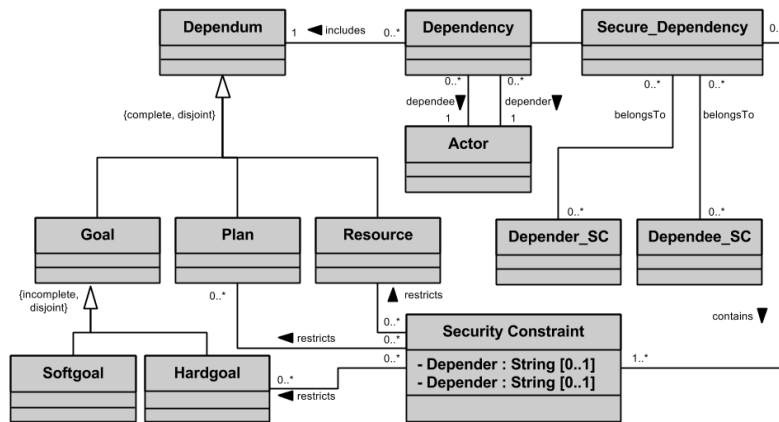 Dependum
1
includes
0..*
Dependency
Secure_Dependency
0..
{complete, disjoint}
0..*
0..*
dependee
depender
1
1
Actor
0..*
0..*
belongsTo
belongsTo
0..*
0..*
Goal
Plan
Resource
Depender_SC
Dependee_SC
{incomplete,
disjoint}
0..*
restricts
0..*
restricts
0..*
0..*
0..*
restricts
Softgoal
Hardgoal
Security Constraint
- Depender : String [0..1]
- Depender : String [0..1]
1..*
contains